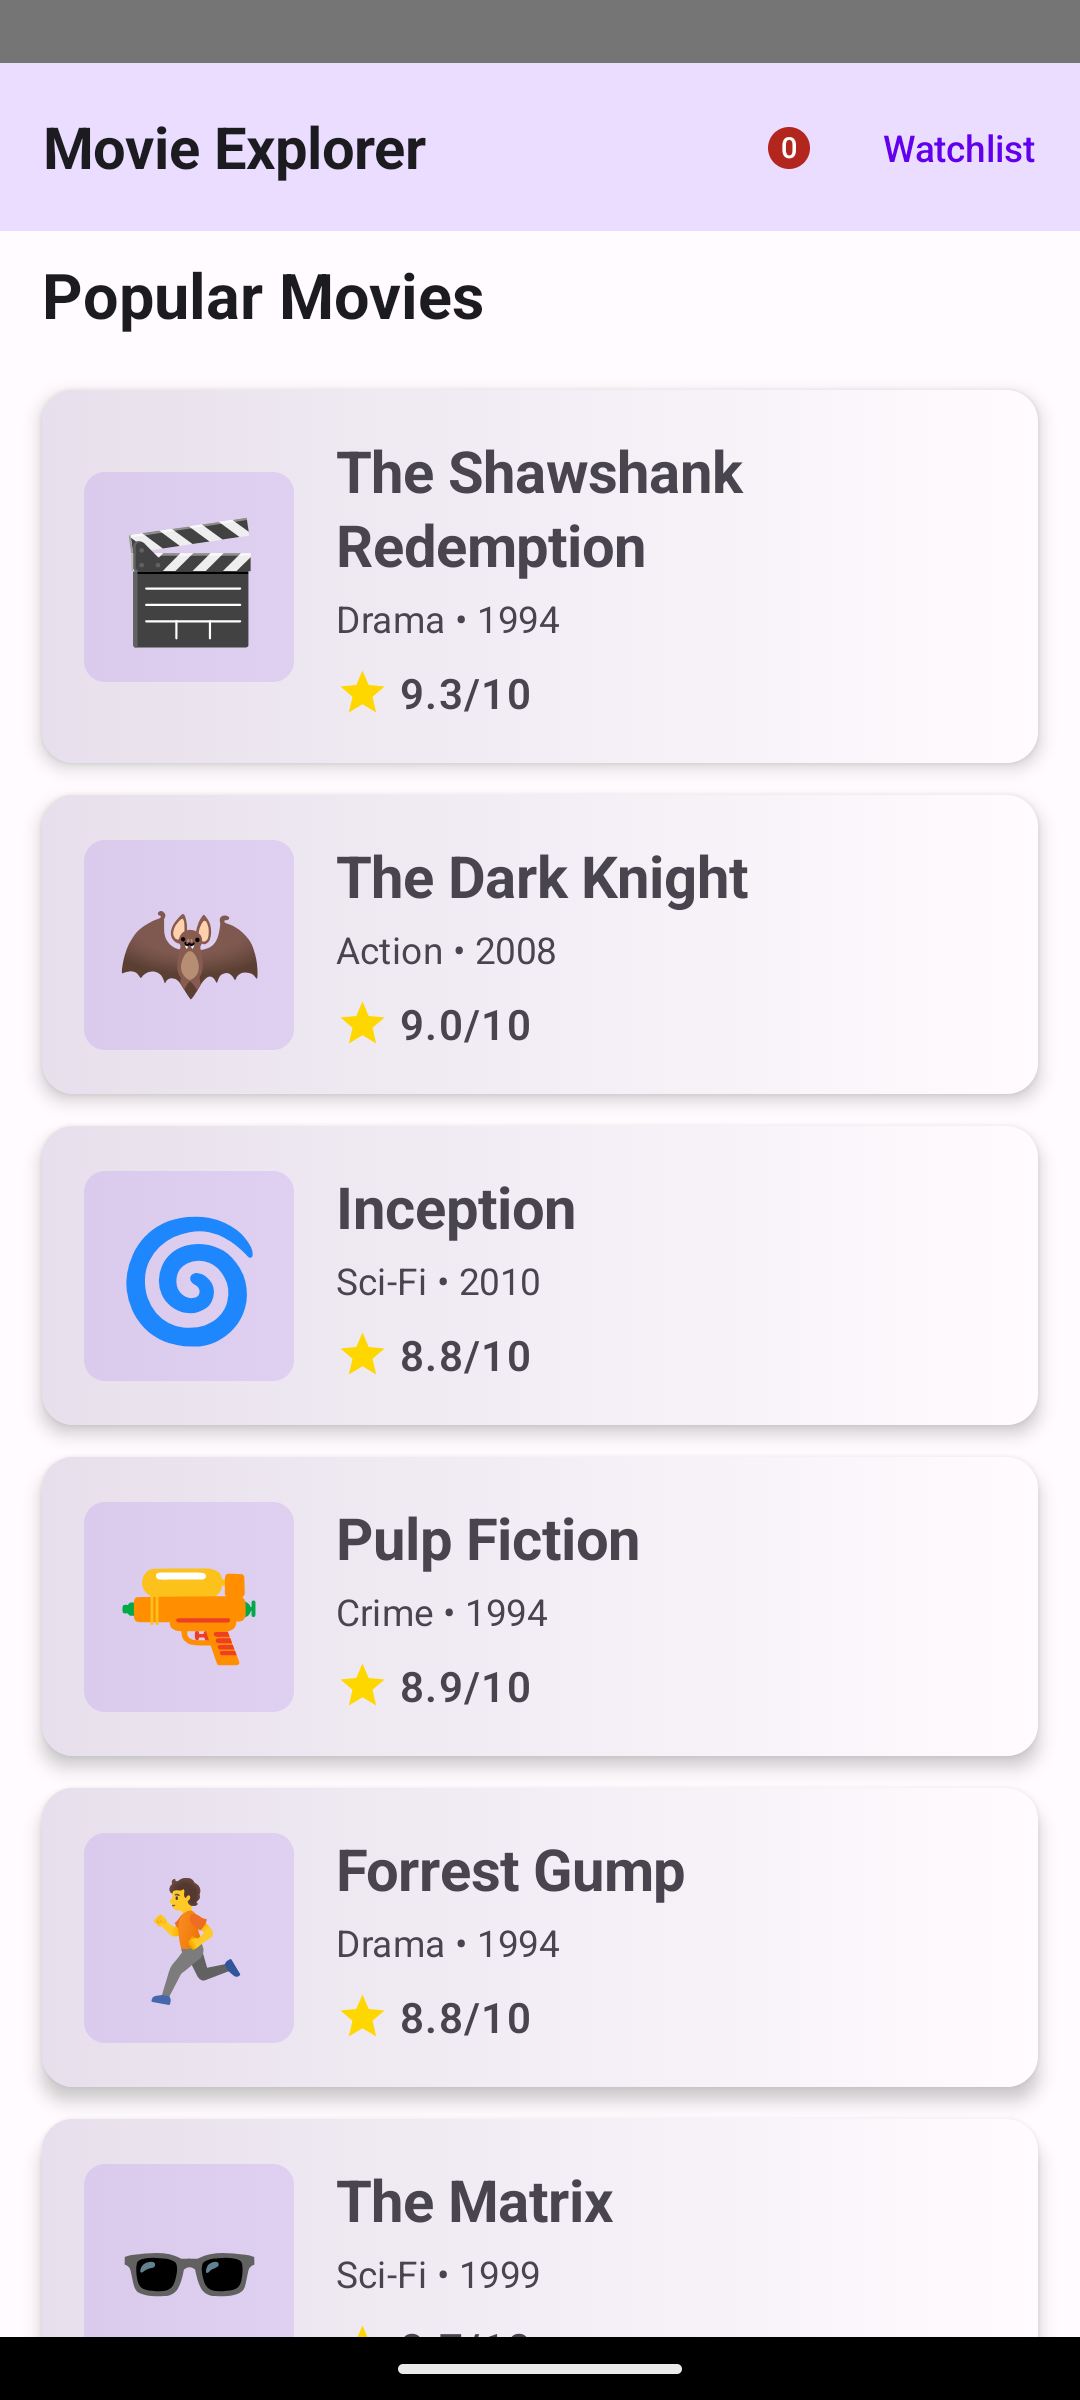 Movie Explorer
0
Watchlist
Popular Movies
The Shawshank
Redemption
Drama • 1994
9.3/10
The Dark Knight
Action • 2008
9.0/10
Inception
Sci-Fi • 2010
8.8/10
Pulp Fiction
Crime • 1994
8.9/10
Forrest Gump
Drama • 1994
8.8/10
The Matrix
Sci-Fi • 1999